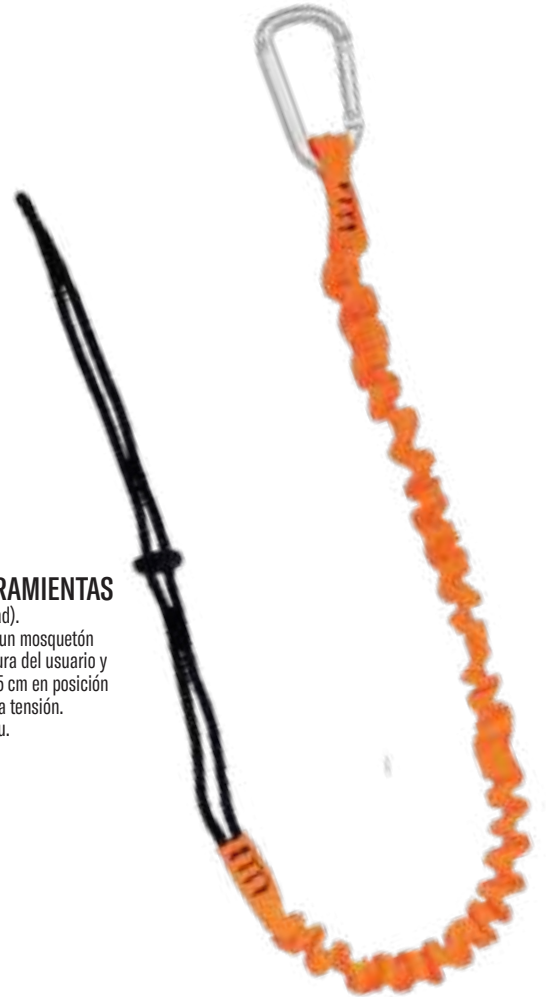 RAMIENTAS
ad).
un mosquetón
ura del usuario y
5 cm en posición
a tensión.
u.